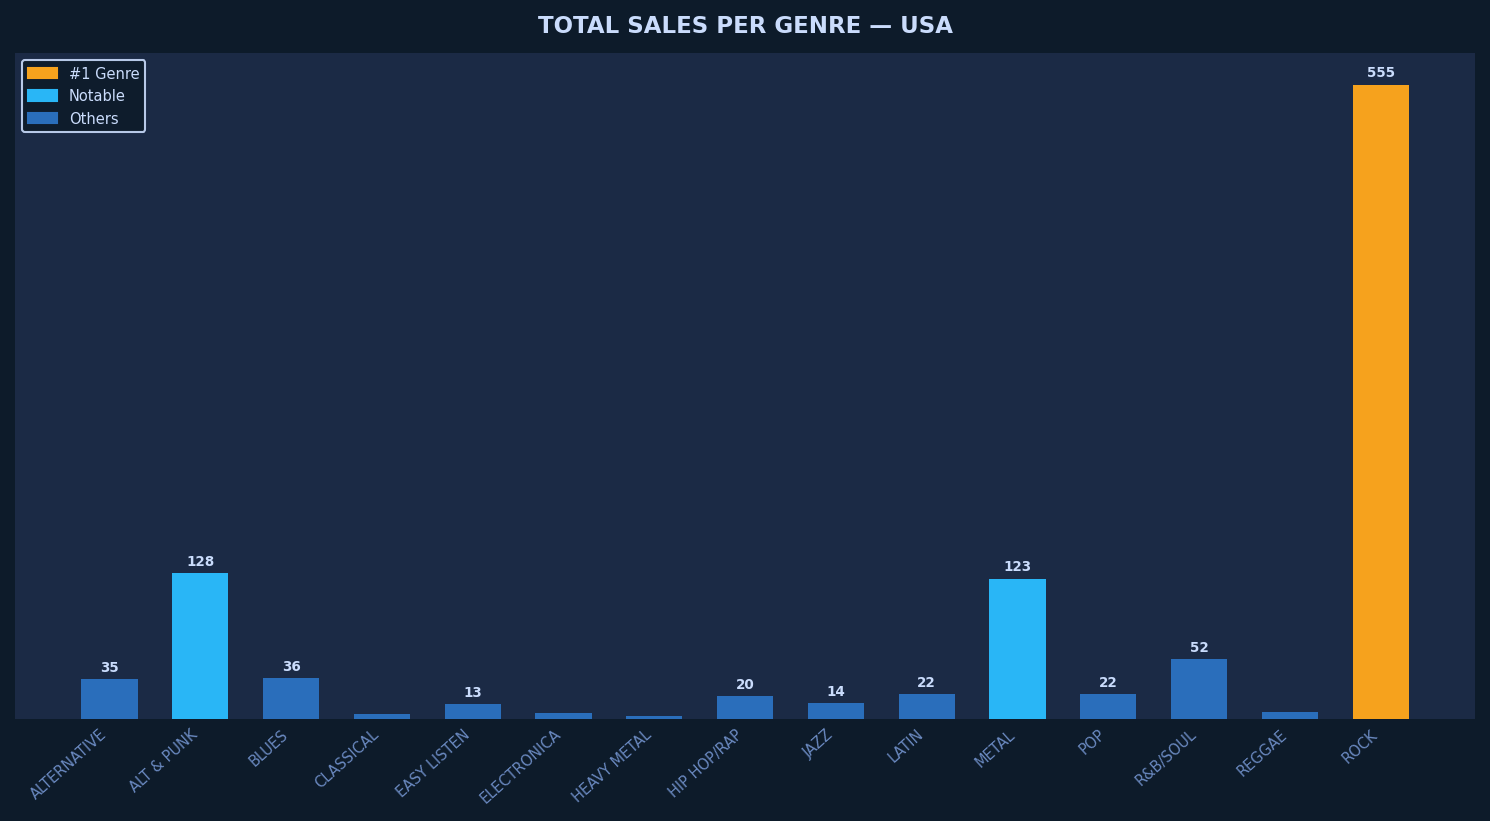 TOTAL SALES PER GENRE — USA
#1 Genre
Notable
Others
555
128
123
52
35
36
13
20
14
22
22
ALTERNATIVE
ALT & PUNK
BLUES
CLASSICAL
EASY LISTEN
ELECTRONICA
HEAVY METAL
HIP HOP/RAP
JAZZ
LATIN
METAL
POP
R&B/SOUL
REGGAE
ROCK